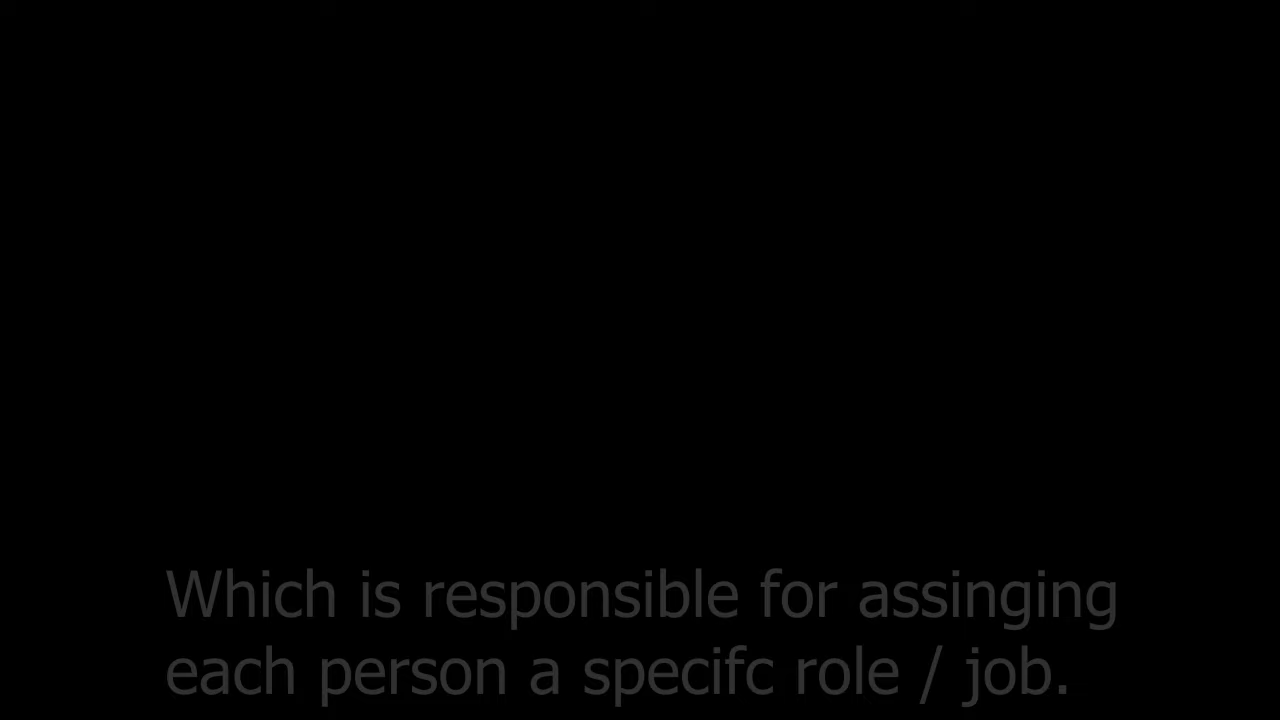 Which is responsible for assinging
each person a specifc role / job.